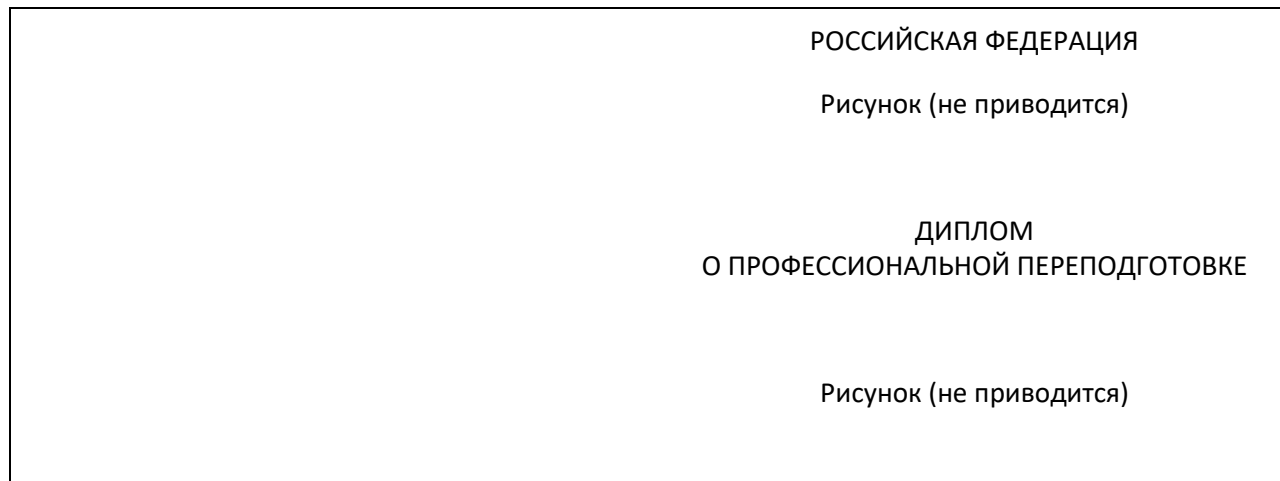 РОССИЙСКАЯ ФЕДЕРАЦИЯ
Рисунок (не приводится)
ДИПЛОМ
О ПРОФЕССИОНАЛЬНОЙ ПЕРЕПОДГОТОВКЕ
Рисунок (не приводится)